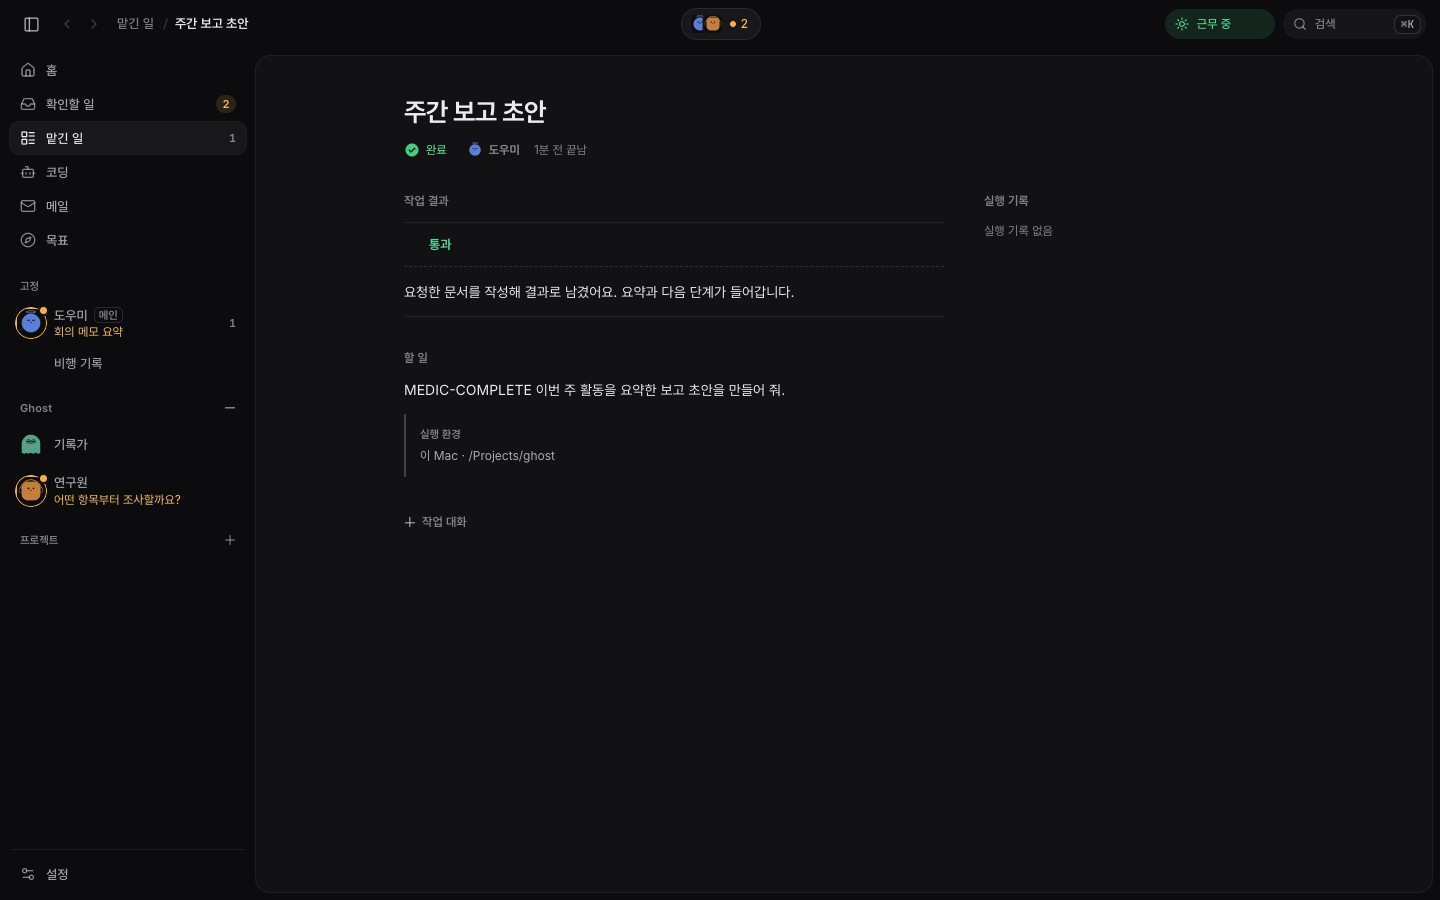 맡긴 일 / 주간 보고 초안
2
근무 중
검색
⌘K
홈
확인할 일
2
맡긴 일
1
코딩
메일
목표
고정
도우미 메인
회의 메모 요약
1
비행 기록
Ghost
기록가
연구원
어떤 항목부터 조사할까요?
프로젝트
설정
주간 보고 초안
완료 도우미 1분 전 끝남
작업 결과
통과
요청한 문서를 작성해 결과로 남겼어요. 요약과 다음 단계가 들어갑니다.
할 일
MEDIC-COMPLETE 이번 주 활동을 요약한 보고 초안을 만들어 줘.
실행 환경
이 Mac · /Projects/ghost
작업 대화
실행 기록
실행 기록 없음